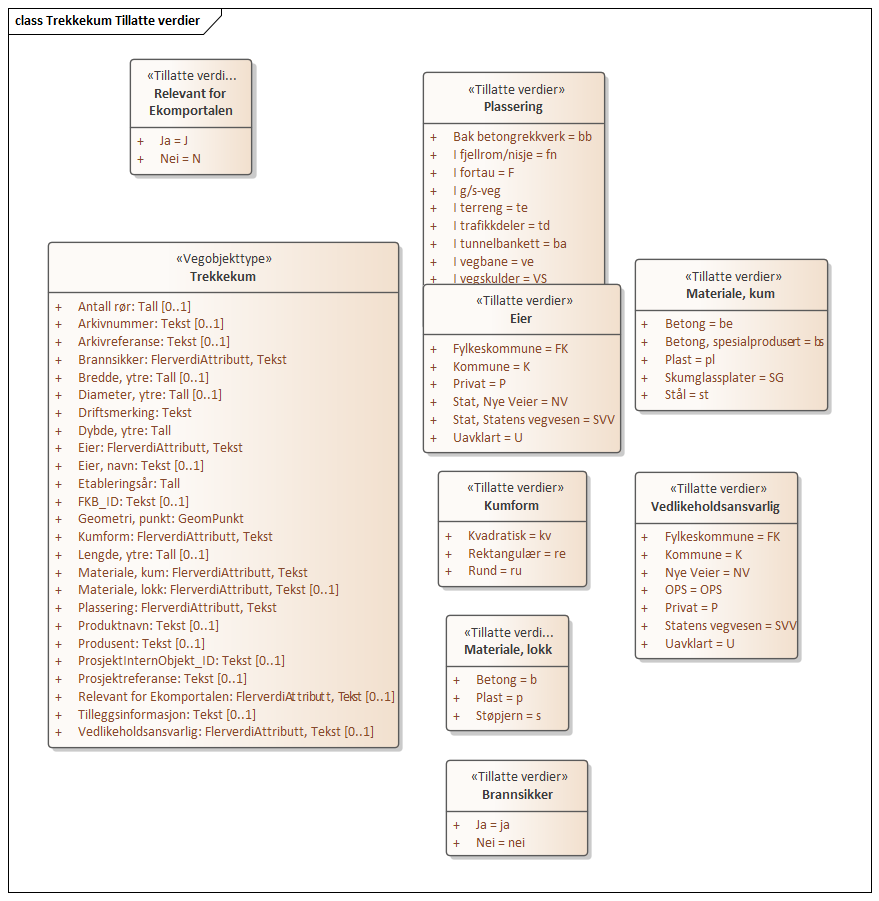 class Trekkekum Tillatte verdier
«Tillatte verdi...
Relevant for
Ekomportalen
+ Ja = J
+ Nei = N
«Tillatte verdier»
Plassering
+ Bak betongrekkverk = bb
+ I fjellrom/nisje = fn
+ I fortau = F
+ I g/s-veg
+ I terreng = te
+ I trafikkdeler = td
+ I tunnelbankett = ba
+ I vegbane = ve
+ I vegskulder = VS
«Vegobjekttype»
Trekkekum
+ Antall rør: Tall [0..1]
+ Arkivnummer: Tekst [0..1]
+ Arkivreferanse: Tekst [0..1]
+ Brannsikker: FlerverdiAttributt, Tekst
+ Bredde, ytre: Tall [0..1]
+ Diameter, ytre: Tall [0..1]
+ Driftsmerking: Tekst
+ Dybde, ytre: Tall
+ Eier: FlerverdiAttributt, Tekst
+ Eier, navn: Tekst [0..1]
+ Etableringsår: Tall
+ FKB_ID: Tekst [0..1]
+ Geometri, punkt: GeomPunkt
+ Kumform: FlerverdiAttributt, Tekst
+ Lengde, ytre: Tall [0..1]
+ Materiale, kum: FlerverdiAttributt, Tekst
+ Materiale, lokk: FlerverdiAttributt, Tekst [0..1]
+ Plassering: FlerverdiAttributt, Tekst
+ Produktnavn: Tekst [0..1]
+ Produsent: Tekst [0..1]
+ ProsjektInternObjekt_ID: Tekst [0..1]
+ Prosjektreferanse: Tekst [0..1]
+ Relevant for Ekomportalen: FlerverdiAttributt, Tekst [0..1]
+ Tilleggsinformasjon: Tekst [0..1]
+ Vedlikeholdsansvarlig: FlerverdiAttributt, Tekst [0..1]
«Tillatte verdier»
Eier
+ Fylkeskommune = FK
+ Kommune = K
+ Privat = P
+ Stat, Nye Veier = NV
+ Stat, Statens vegvesen = SVV
+ Uavklart = U
«Tillatte verdier»
Materiale, kum
+ Betong = be
+ Betong, spesialprodusert = bs
+ Plast = pl
+ Skumglassplater = SG
+ Stål = st
«Tillatte verdier»
Kumform
+ Kvadratisk = kv
+ Rektangulær = re
+ Rund = ru
«Tillatte verdier»
Vedlikeholdsansvarlig
+ Fylkeskommune = FK
+ Kommune = K
+ Nye Veier = NV
+ OPS = OPS
+ Privat = P
+ Statens vegvesen = SVV
+ Uavklart = U
«Tillatte verdi...
Materiale, lokk
+ Betong = b
+ Plast = p
+ Støpjern = s
«Tillatte verdier»
Brannsikker
+ Ja = ja
+ Nei = nei